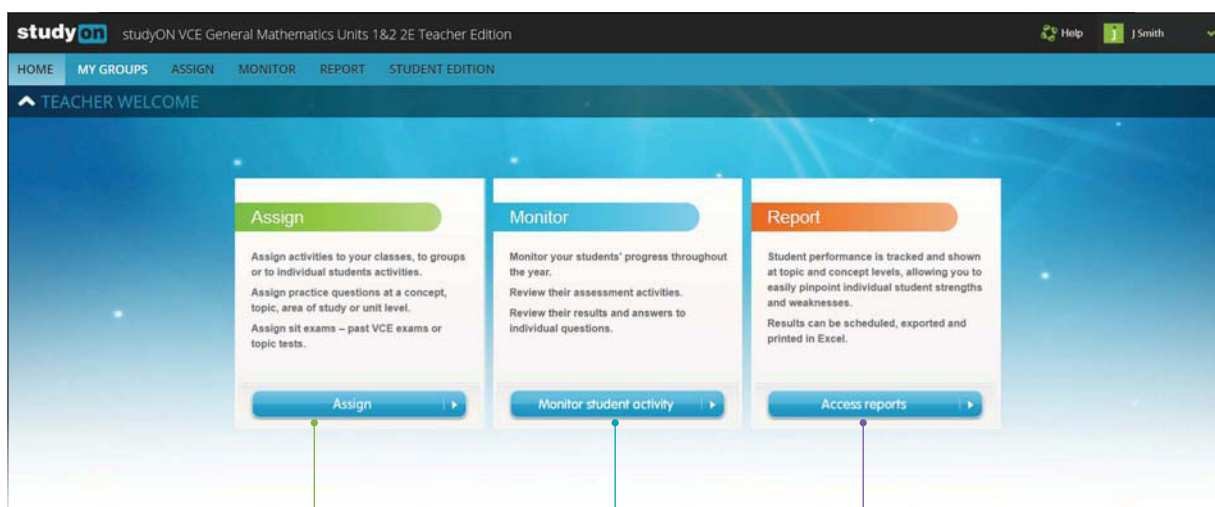 studyon studyON VCE General Mathematics Units 1&2 2E Teacher Edition Help j J Smith
HOME MY GROUPS ASSIGN MONITOR REPORT STUDENT EDITION
TEACHER WELCOME
Assign
Assign activities to your classes, to groups
or to individual students activities.
Assign practice questions at a concept,
topic, area of study or unit level.
Assign sit exams – past VCE exams or
topic tests.
Assign
Monitor
Monitor your students' progress throughout
the year.
Review their assessment activities.
Review their results and answers to
individual questions.
Monitor student activity
Report
Student performance is tracked and shown
at topic and concept levels, allowing you to
easily pinpoint individual student strengths
and weaknesses.
Results can be scheduled, exported and
printed in Excel.
Access reports